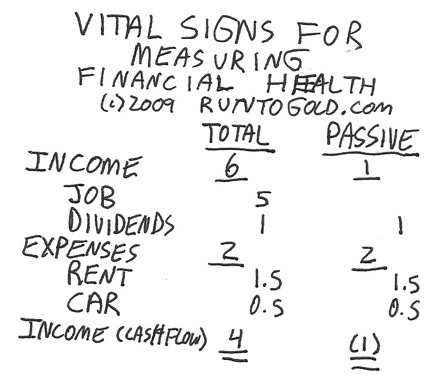 VITAL SIGNS FOR
MEASURING
FINANCIAL HEALTH
(c) 2009 RUNTOGOLD.COM
TOTAL PASSIVE
INCOME 6 1
JOB 5
DIVIDENDS 1 1
EXPENSES 2 2
RENT 1.5 1.5
CAR 0.5 0.5
INCOME (CASHFLOW) 4 (1)